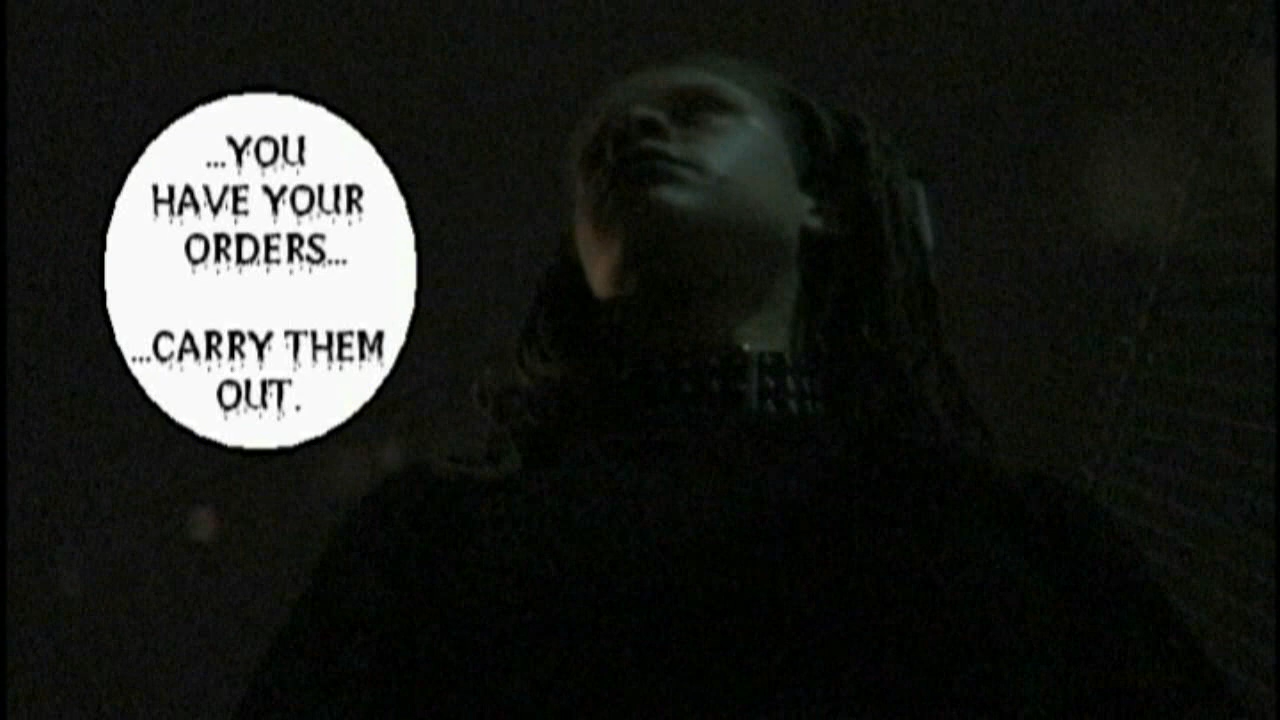 ...YOU
HAVE YOUR
ORDERS...
...CARRY THEM
OUT.